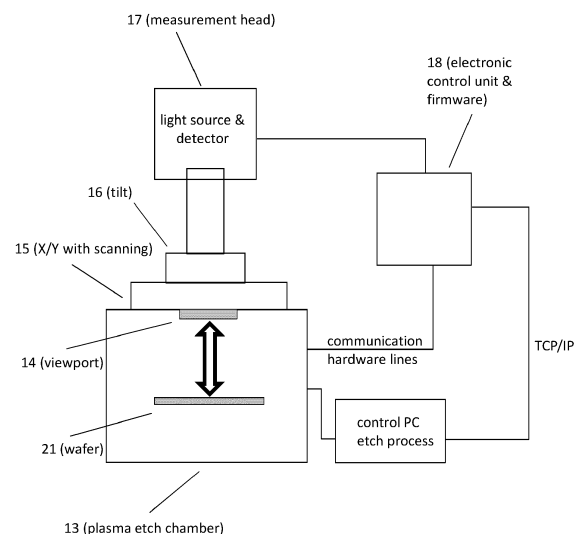 17 (measurement head)
18 (electronic
control unit &
firmware)
light source &
detector
16 (tilt)
15 (X/Y with scanning)
14 (viewport)
communication
hardware lines
TCP/IP
control PC
etch process
21 (wafer)
13 (plasma etch chamber)